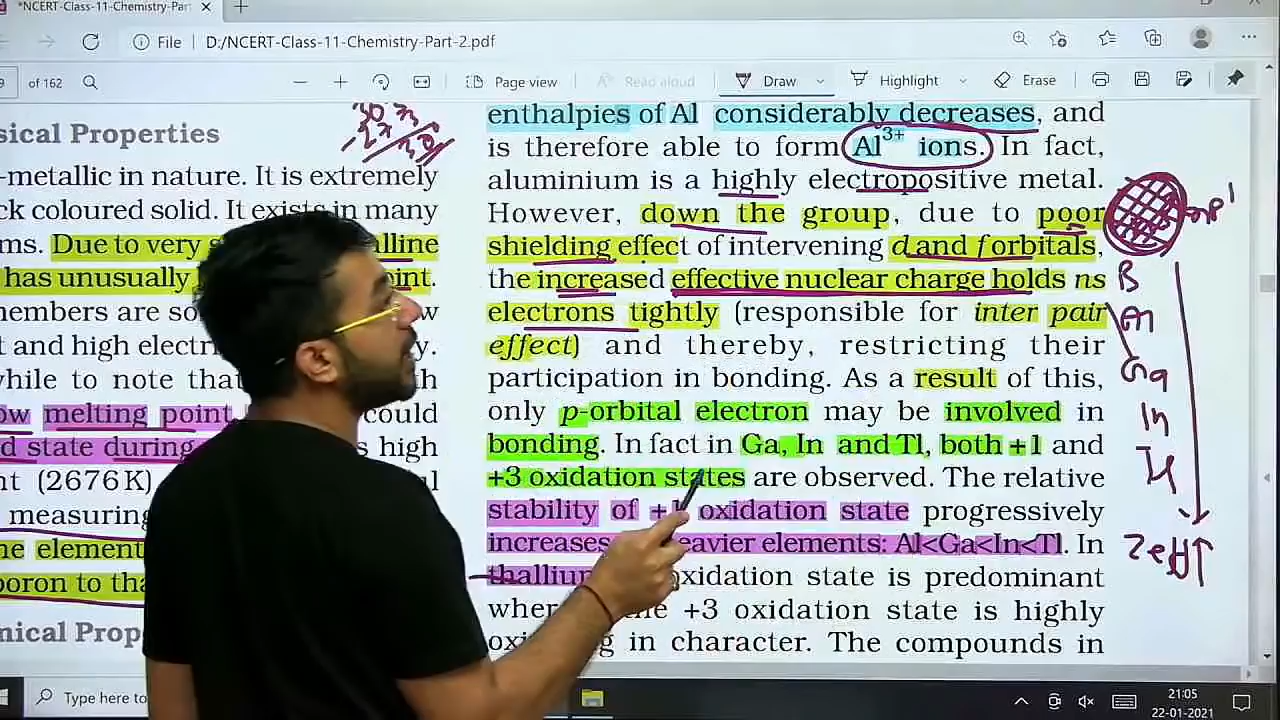 *NCERT-Class-11-Chemistry-Part
File
D:/NCERT-Class-11-Chemistry-Part-2.pdf
of 162
Page view
Read aloud
Draw
Highlight
Erase
sical Properties
-metallic in nature. It is extremely
ck coloured solid. It exists in many
ms. Due to very s alline
has unusually
members are so
t and high electri
while to note that
ow melting point could
d state during s high
nt (2676K)
measuring
he element
boron to tha
mical Prop
enthalpies of Al considerably decreases, and
is therefore able to form Al3+ ions. In fact,
aluminium is a highly electropositive metal.
However, down the group, due to poor
shielding effect of intervening d and f orbitals,
the increased effective nuclear charge holds ns
electrons tightly (responsible for inter pair
effect) and thereby, restricting their
participation in bonding. As a result of this,
only p-orbital electron may be involved in
bonding. In fact in Ga, In and Tl, both +1 and
+3 oxidation states are observed. The relative
stability of +1 oxidation state progressively
increases eavier elements: Al<Ga<In<Tl. In
thallium oxidation state is predominant
whe +3 oxidation state is highly
oxi g in character. The compounds in
B
Al
Ga
In
Tl
Zeff↑
Type here to
21:05
22-01-2021